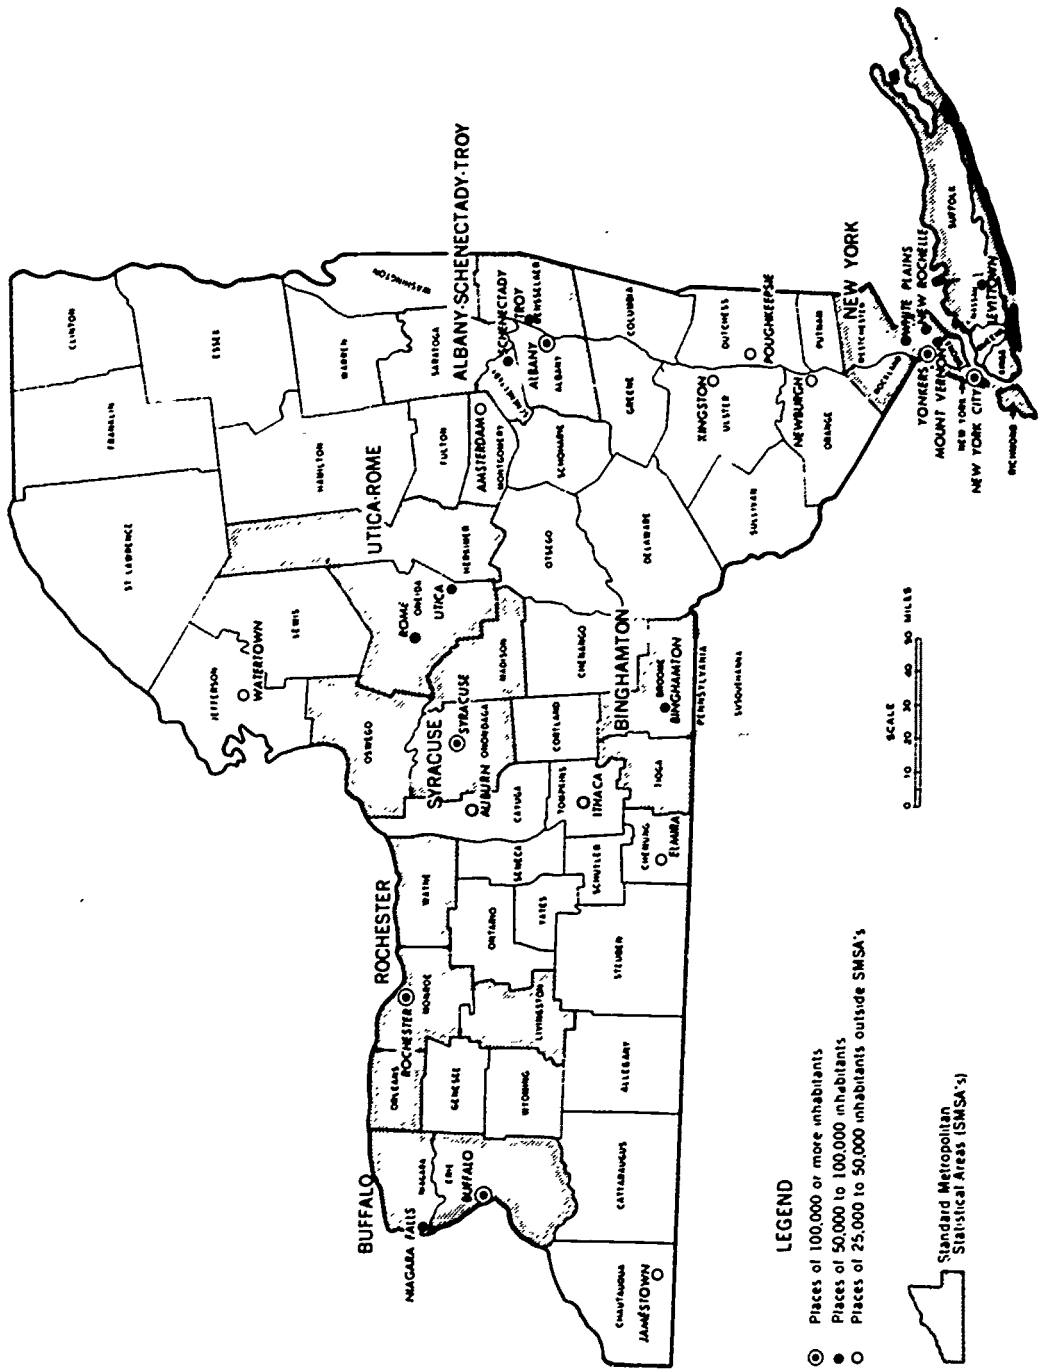 CLINTON
FRANKLIN
ST LAWRENCE
ESSEX
JEFFERSON
WATERTOWN
LEWIS
HAMILTON
WARREN
WASHINGTON
HERKIMER
UTICA-ROME
ROME
ONEIDA
UTICA
FULTON
SARATOGA
AMSTERDAM
MONTGOMERY
ALBANY-SCHENECTADY-TROY
SCHENECTADY
SCHENECTADY
TROY
RENSSELAER
ALBANY
ALBANY
SCHOHARIE
OTSEGO
OSWEGO
SYRACUSE
SYRACUSE
ONONDAGA
MADISON
AUBURN
CAYUGA
CORTLAND
CHENANGO
DELAWARE
GREENE
COLUMBIA
ROCHESTER
ROCHESTER
MONROE
WAYNE
ORLEANS
GENESEE
WYOMING
LIVINGSTON
ONTARIO
YATES
SENECA
BUFFALO
NIAGARA FALLS
NIAGARA
ERIE
BUFFALO
CHAUTAUQUA
JAMESTOWN
CATTARAUGUS
ALLEGANY
STEUBEN
SCHUYLER
CHEMUNG
ELMIRA
TOMPKINS
ITHACA
TIOGA
BINGHAMTON
BROOME
BINGHAMTON
PENNSYLVANIA
SUSQUEHANNA
KINGSTON
ULSTER
DUTCHESS
POUGHKEEPSIE
SULLIVAN
NEWBURGH
ORANGE
PUTNAM
NEW YORK
WESTCHESTER
ROCKLAND
WHITE PLAINS
NEW ROCHELLE
YONKERS
MOUNT VERNON
NEW YORK
NEW YORK CITY
RICHMOND
NASSAU
LEVITTOWN
SUFFOLK
SCALE
0 10 20 30 40 50 MILES
LEGEND
Places of 100,000 or more inhabitants
Places of 50,000 to 100,000 inhabitants
Places of 25,000 to 50,000 inhabitants outside SMSA's
Standard Metropolitan
Statistical Areas (SMSA's)